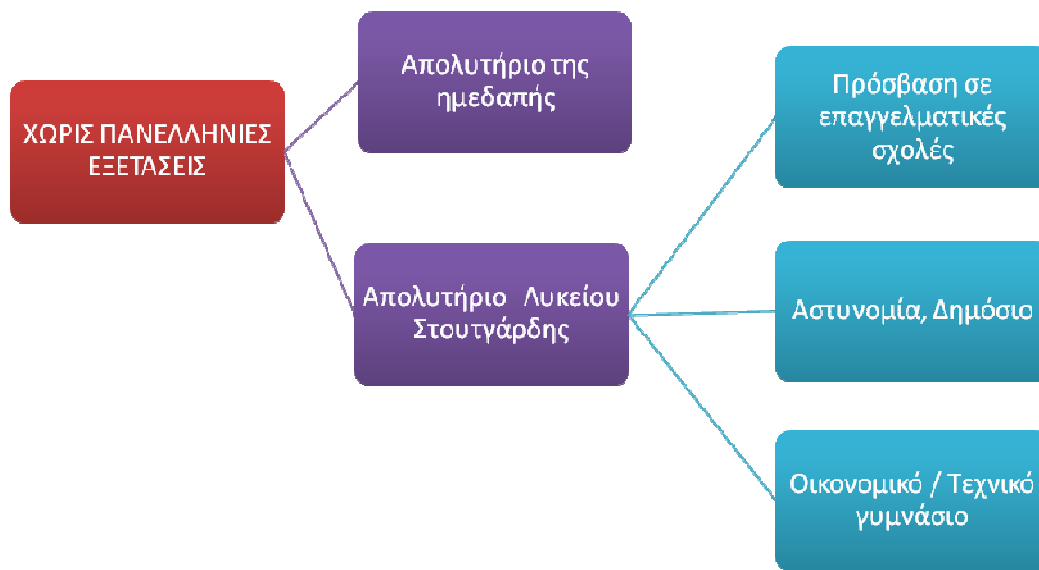 ΧΩΡΙΣ ΠΑΝΕΛΛΗΝΙΕΣ
ΕΞΕΤΑΣΕΙΣ
Απολυτήριο της
ημεδαπής
Απολυτήριο Λυκείου
Στουτγάρδης
Πρόσβαση σε
επαγγελματικές
σχολές
Αστυνομία, Δημόσιο
Οικονομικό / Τεχνικό
γυμνάσιο